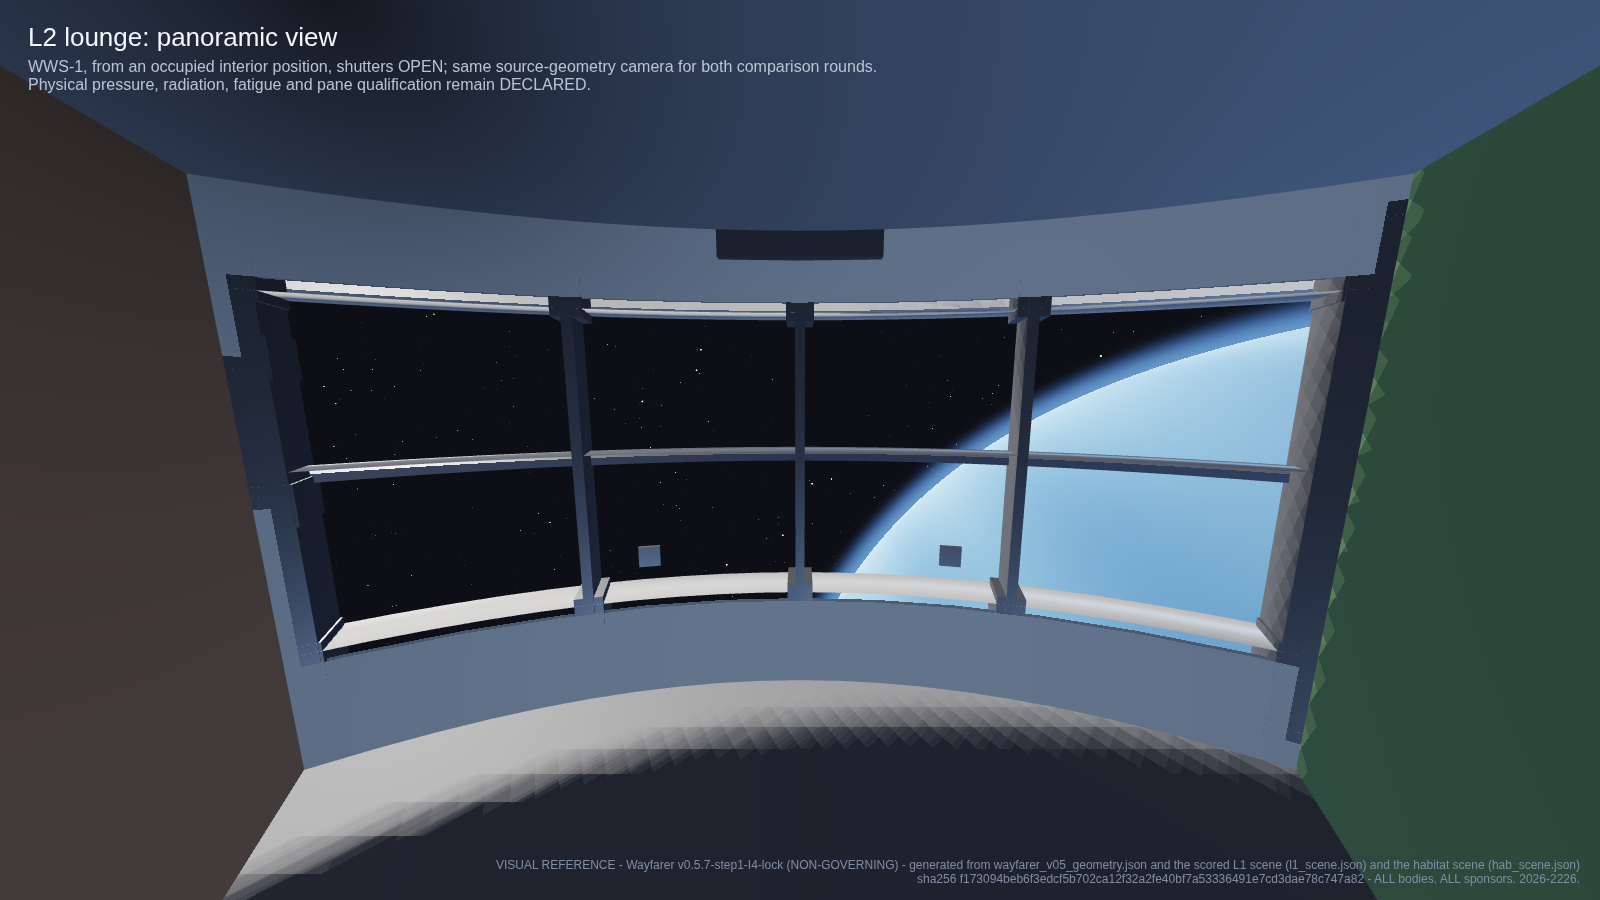 L2 lounge: panoramic view
WWS-1, from an occupied interior position, shutters OPEN; same source-geometry camera for both comparison rounds.
Physical pressure, radiation, fatigue and pane qualification remain DECLARED.
VISUAL REFERENCE - Wayfarer v0.5.7-step1-I4-lock (NON-GOVERNING) - generated from wayfarer_v05_geometry.json and the scored L1 scene (l1_scene.json) and the habitat scene (hab_scene.json)
sha256 f173094beb6f3edcf5b702ca12f32a2fe40bf7a53336491e7cd3dae78c747a82 - ALL bodies. ALL sponsors. 2026-2226.